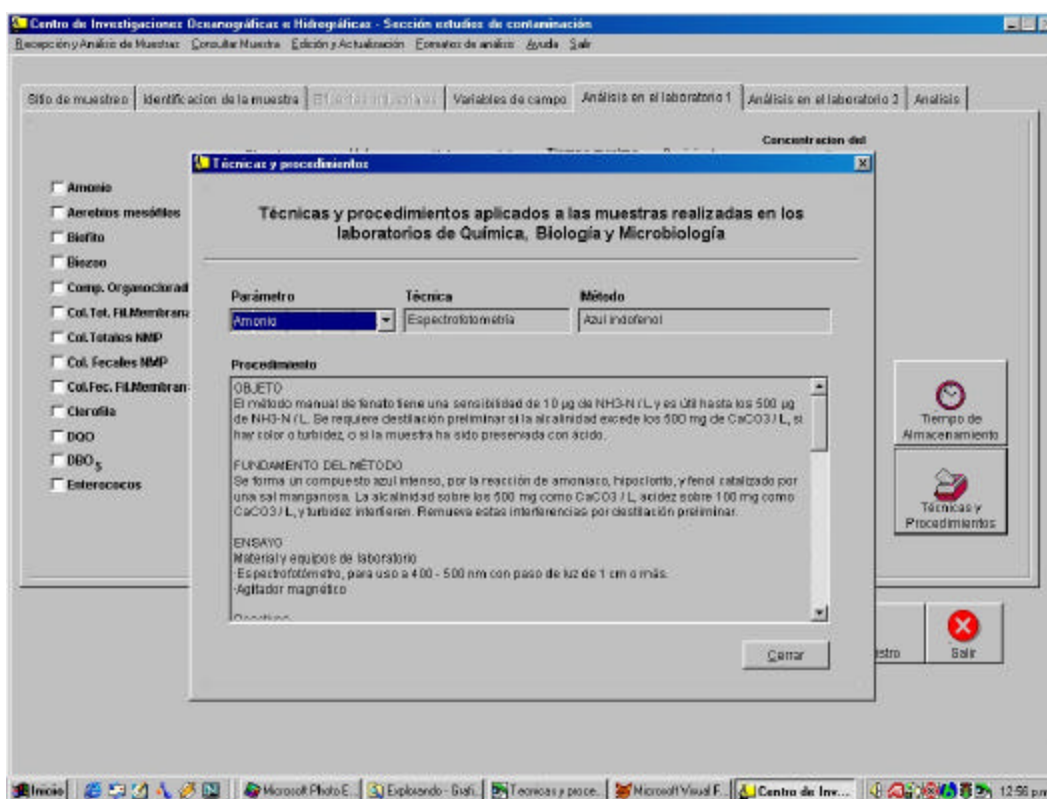 Centro de Investigaciones Oceanográficas e Hidrográficas - Sección estudios de contaminación
Recepción y Análisis de Muestras Consultar Muestra Edición y Actualización Formatos de análisis Ayuda Salir
Sitio de muestreo Identificacion de la muestra Variables de campo Análisis en el laboratorio 1 Análisis en el laboratorio 2 Analisis
Concentracion del
Técnicas y procedimientos
Amonio
Aerobios mesófilos
Biofito
Biozoo
Comp. Organoclorad
Col. Tot. Fil.Membrana
Col. Totales NMP
Col. Fecales NMP
Col.Fec. Fil.Membran
Clorofila
DQO
DBO5
Enterococos
Técnicas y procedimientos aplicados a las muestras realizadas en los
laboratorios de Química, Biología y Microbiología
Parámetro Técnica Método
Amonio Espectrofotometría Azul indofenol
Procedimiento
OBJETO
El método manual de fenato tiene una sensibilidad de 10 µg de NH3-N / L y es útil hasta los 500 µg
de NH3-N / L. Se requiere destilación preliminar si la alcalinidad excede los 500 mg de CaCO3 / L, si
hay color o turbidez, o si la muestra ha sido preservada con ácido.
FUNDAMENTO DEL MÉTODO
Se forma un compuesto azul intenso, por la reacción de amoniaco, hipoclorito, y fenol catalizado por
una sal manganosa. La alcalinidad sobre los 500 mg como CaCO3 / L, acidez sobre 100 mg como
CaCO3 / L, y turbidez interfieren. Remueva estas interferencias por destilación preliminar.
ENSAYO
Material y equipos de laboratorio
·Espectrofotómetro, para uso a 400 - 500 nm con paso de luz de 1 cm o más.
·Agitador magnético
Cerrar
Tiempo de
Almacenamiento
Técnicas y
Procedimientos
istro
Salir
Inicio Microsoft Photo E... Explorando - Grafi... Tecnicas y proce... Microsoft Visual F... Centro de Inv... 12:56 pm